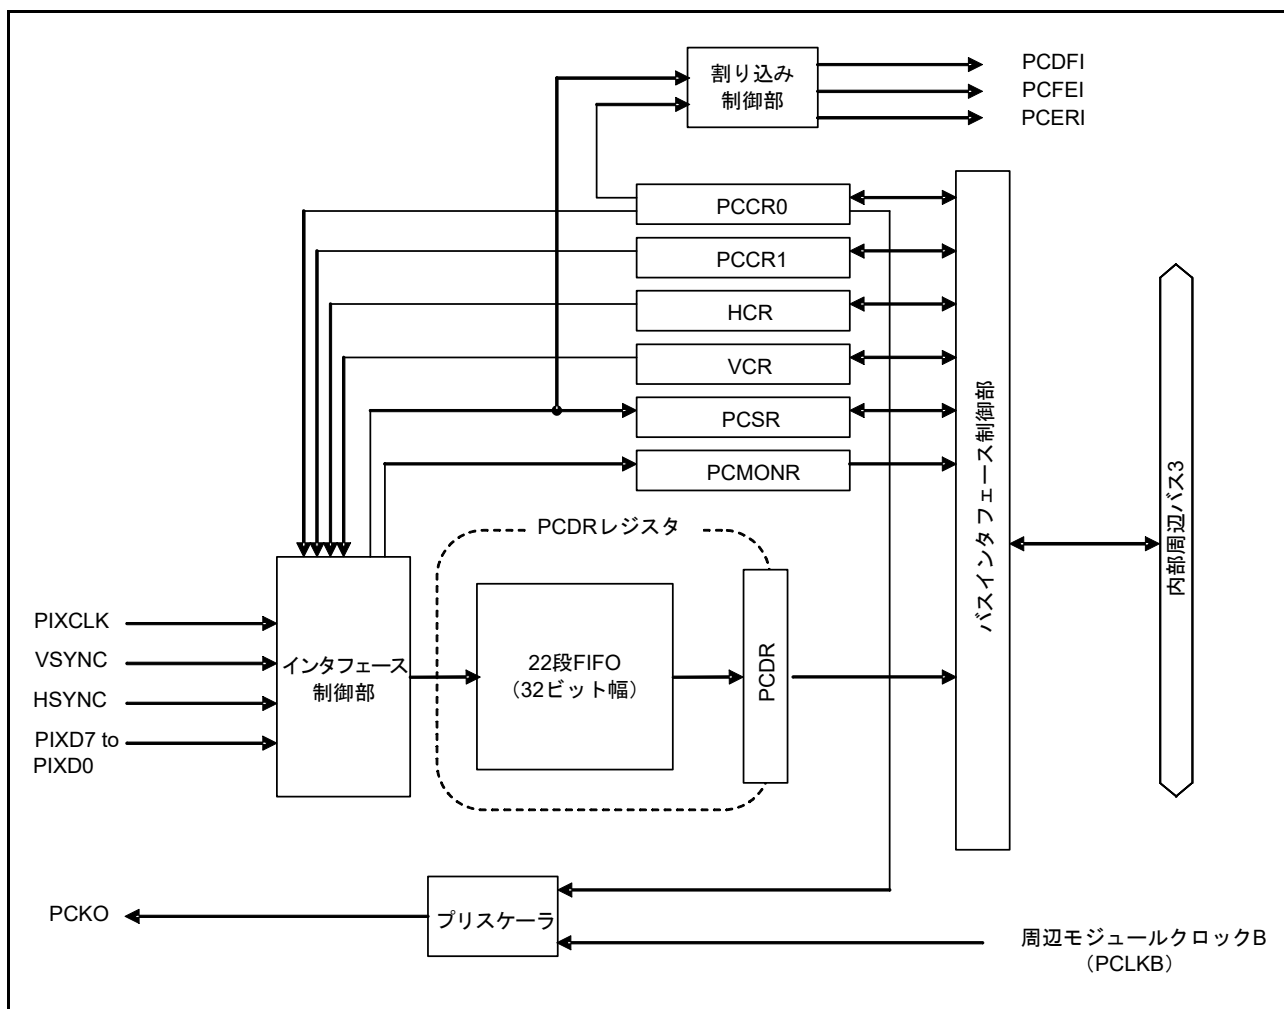 割り込み
制御部
PCDFI
PCFEI
PCERI
PCCR0
PCCR1
HCR
VCR
PCSR
PCMONR
バスインタフェース制御部
内部周辺バス3
PCDRレジスタ
PIXCLK
VSYNC
HSYNC
PIXD7 to
PIXD0
インタフェース
制御部
22段FIFO
（32ビット幅）
PCDR
PCKO
プリスケーラ
周辺モジュールクロックB
（PCLKB）